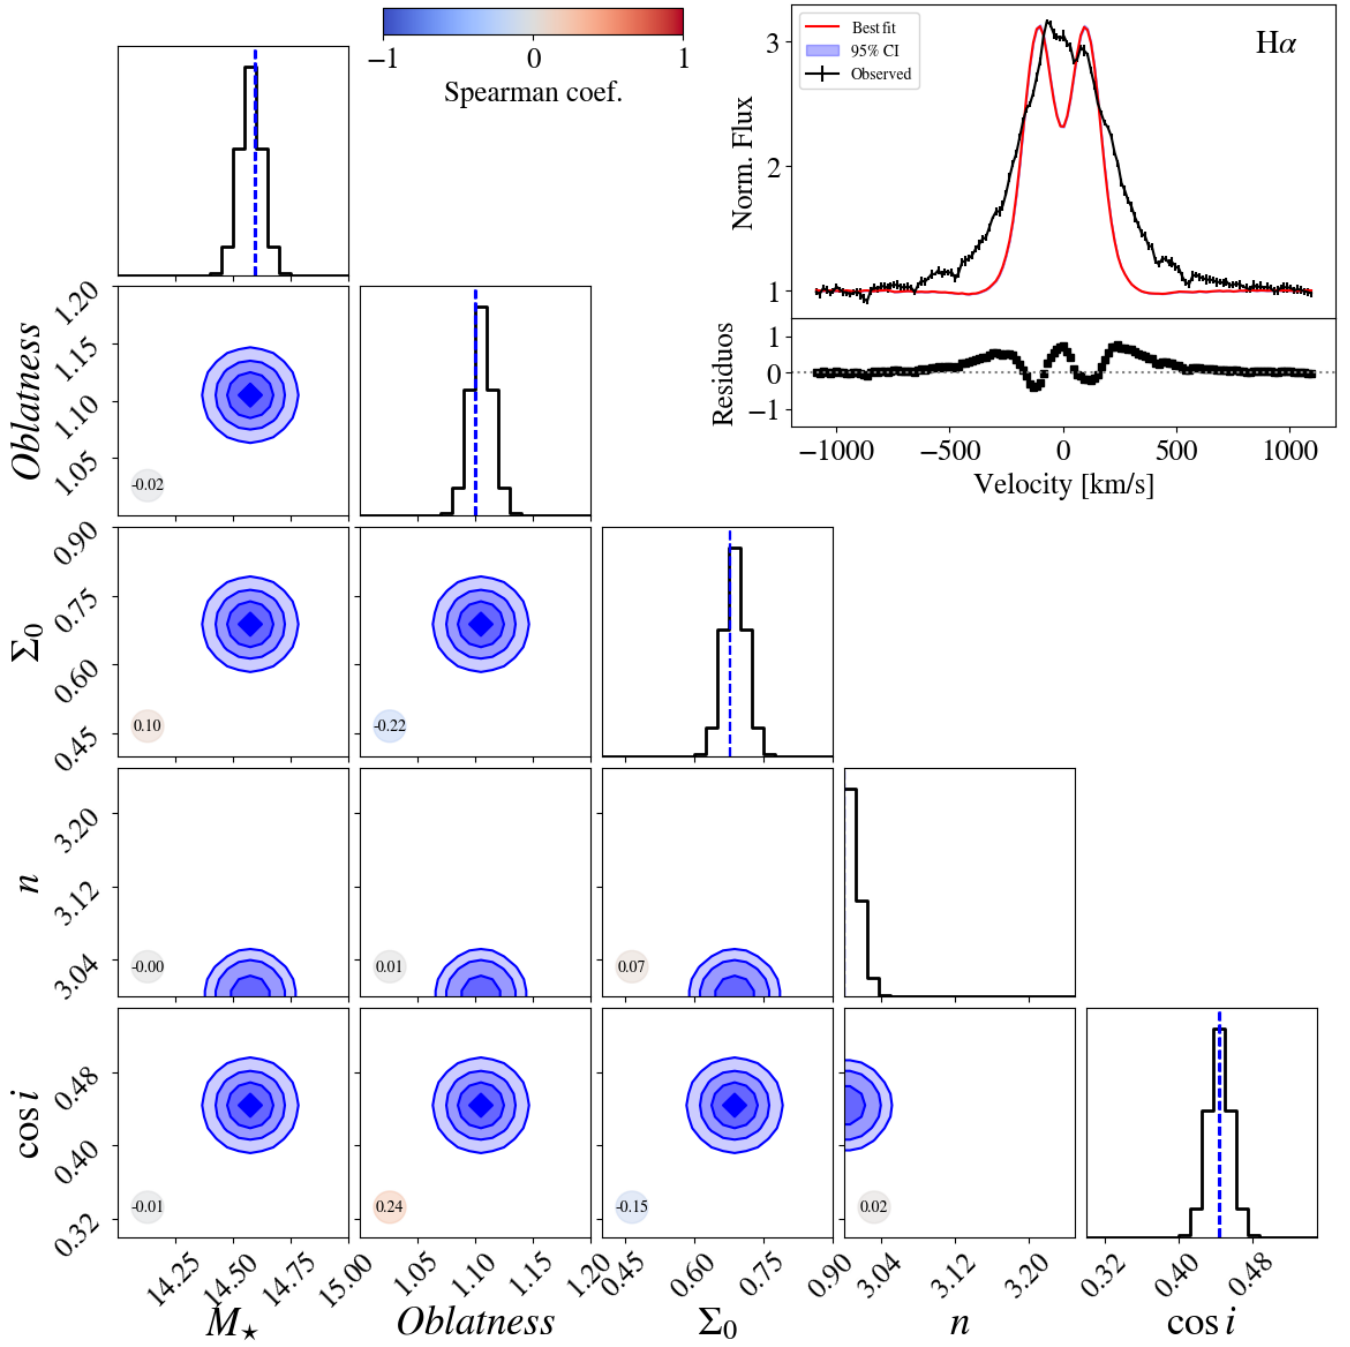 −1 0 1
Spearman coef.
Best fit
95% CI
Observed
Hα
3
2
1
Norm. Flux
1
0
−1
Residuos
−1000 −500 0 500 1000
Velocity [km/s]
1.20
1.15
1.10
1.05
Oblatness
-0.02
0.90
0.75
0.60
0.45
Σ0
0.10 -0.22
3.20
3.12
3.04
n
-0.00 0.01 0.07
0.48
0.40
0.32
cos i
-0.01 0.24 -0.15 0.02
14.25 14.50 14.75 15.00 1.05 1.10 1.15 1.20 0.45 0.60 0.75 0.90 3.04 3.12 3.20 0.32 0.40 0.48
M⋆ Oblatness Σ0 n cos i